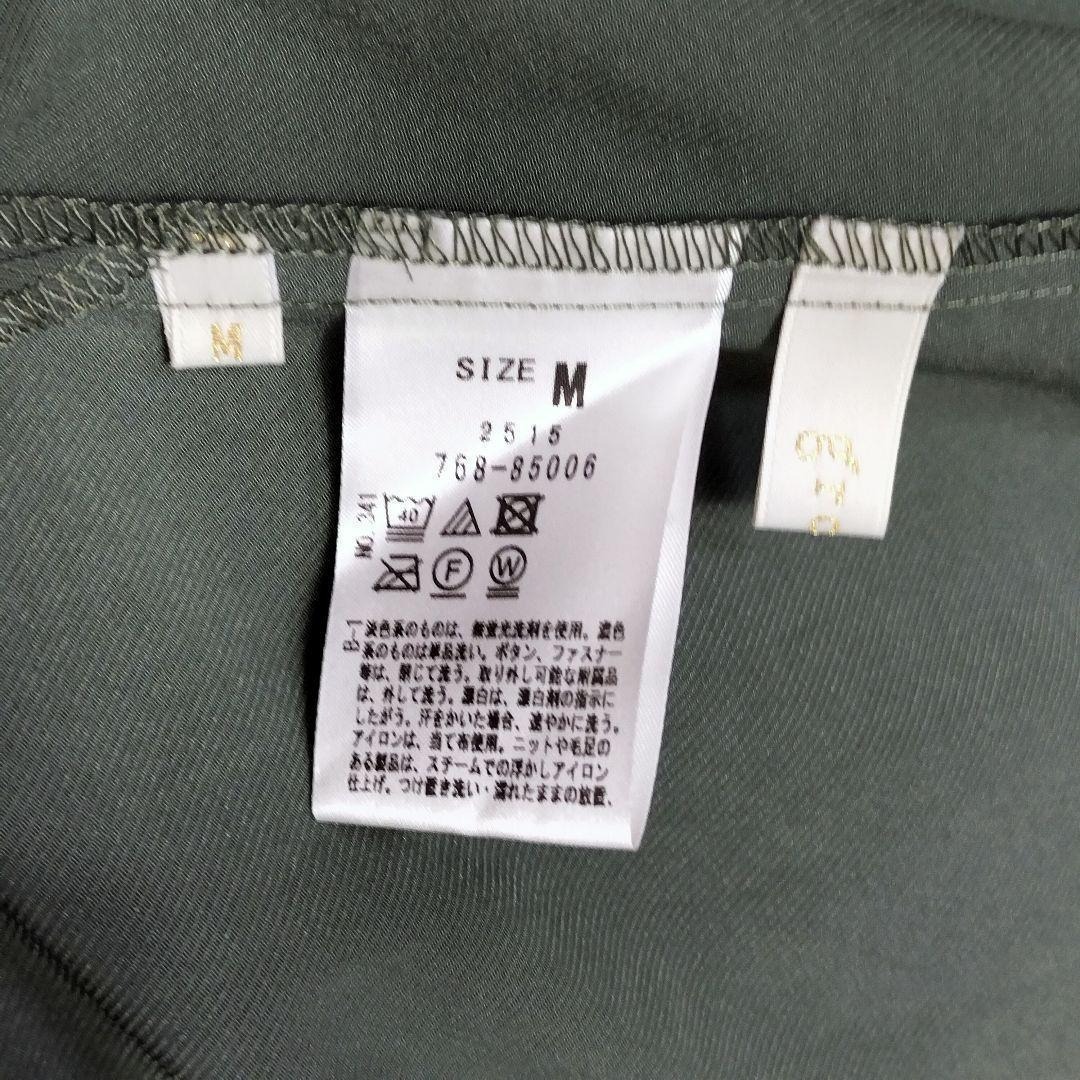 M
SIZE M
2515
768-85006
NO. 341
40
F
W
B-1
淡色系のものは、無蛍光洗剤を使用。濃色
系のものは単品洗い。ボタン、ファスナー
等は、閉じて洗う。取り外し可能な附属品
は、外して洗う。漂白は、漂白剤の指示に
したがう。汗をかいた場合、速やかに洗う。
アイロンは、当て布使用。ニットや毛足の
ある製品は、スチームでの浮かしアイロン
仕上げ。つけ置き洗い・濡れたままの放置、